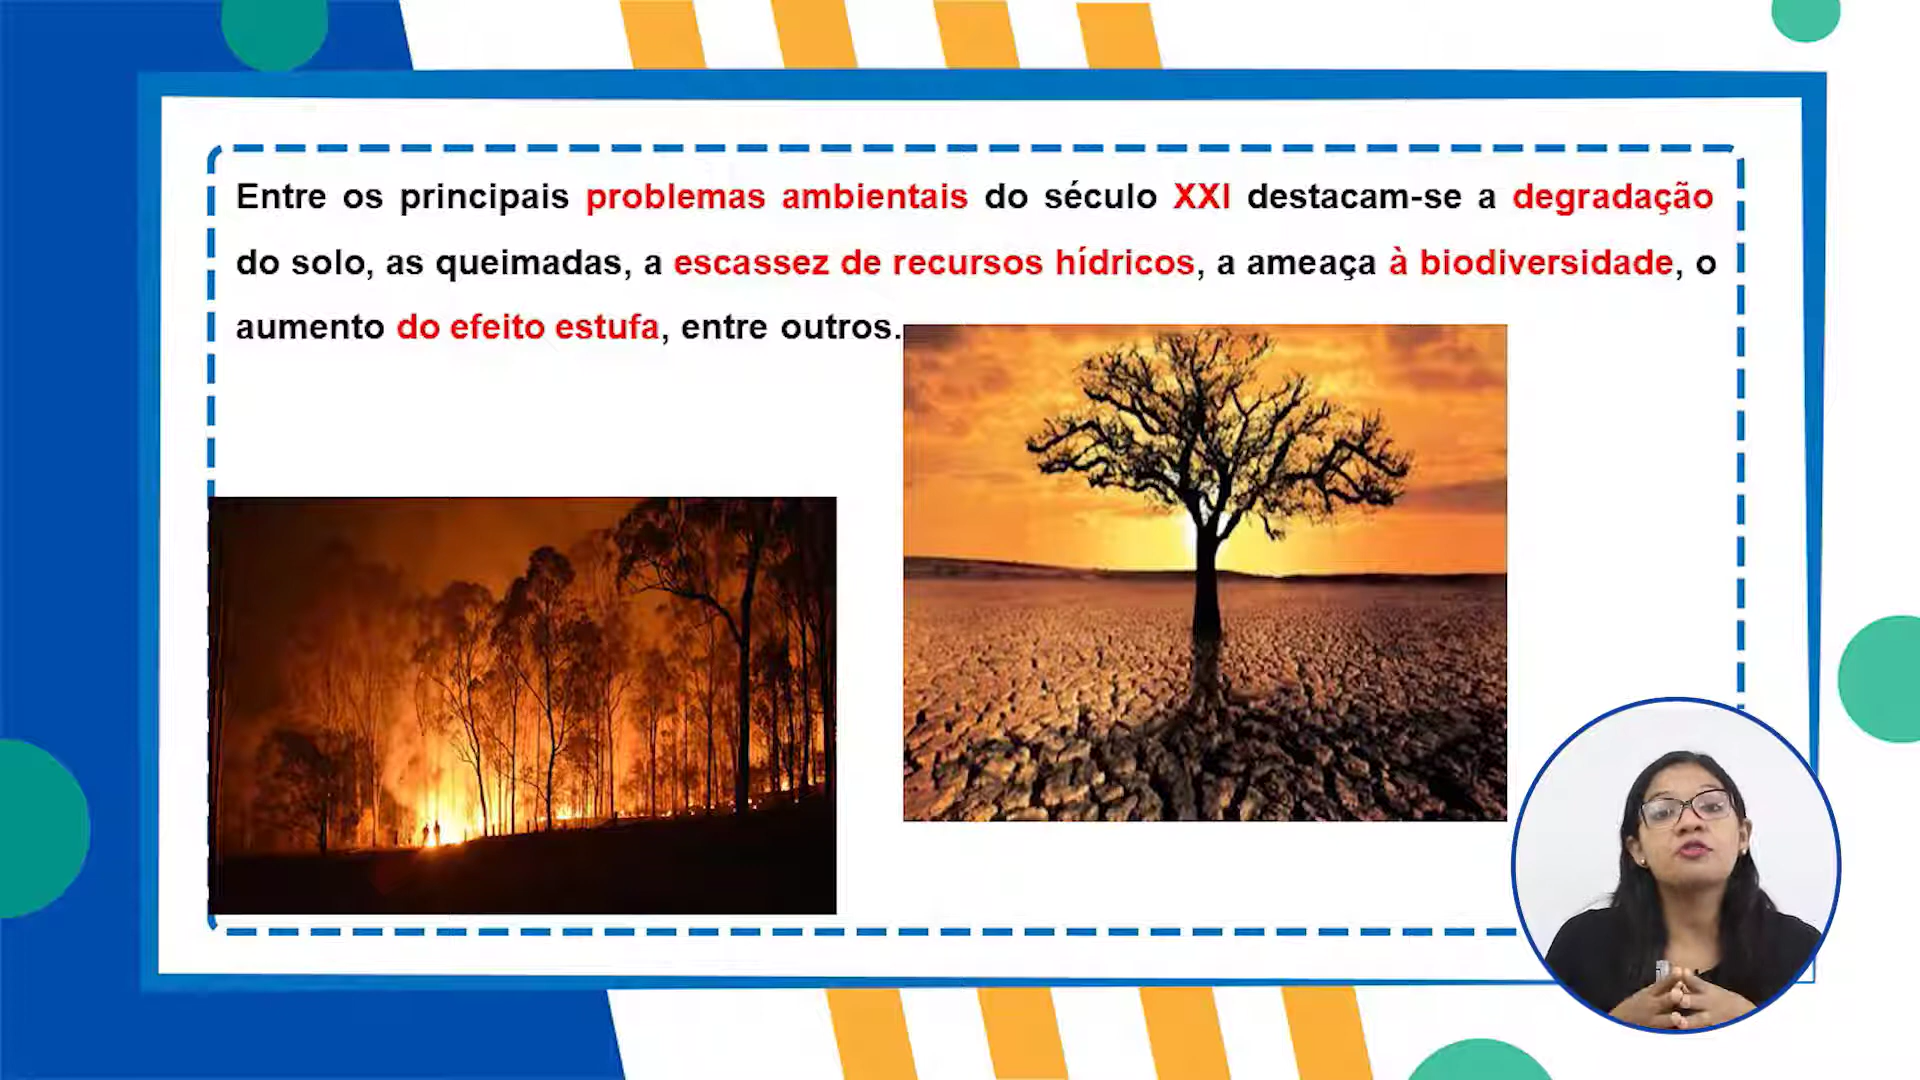 Entre os principais problemas ambientais do século XXI destacam-se a degradação
do solo, as queimadas, a escassez de recursos hídricos, a ameaça à biodiversidade, o
aumento do efeito estufa, entre outros.